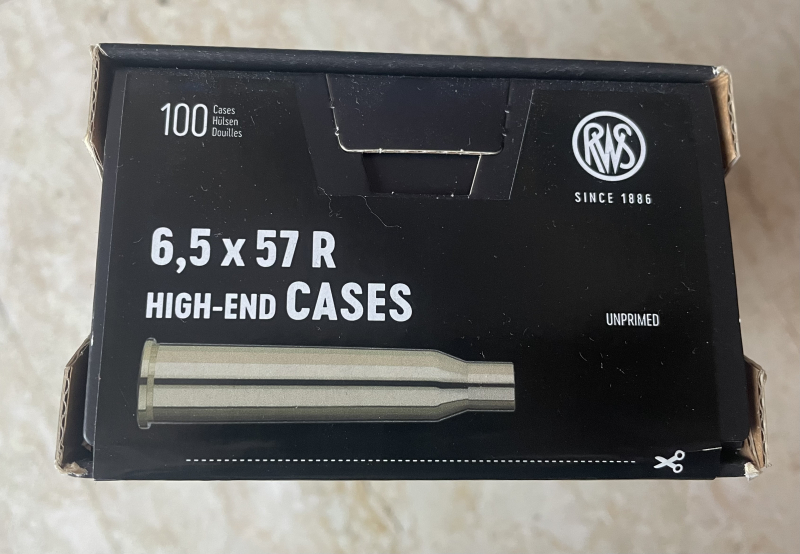 100 Cases
Hülsen
Douilles
RWS
SINCE 1886
6,5 x 57 R
HIGH-END CASES
UNPRIMED